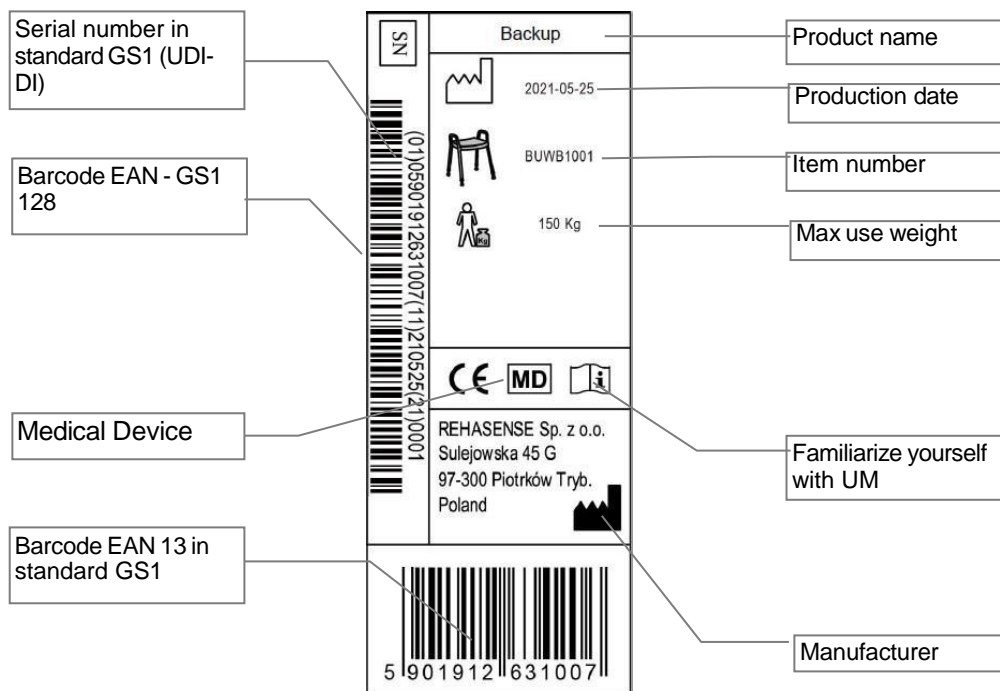 Serial number in
standard GS1 (UDI-
DI)
Barcode EAN - GS1
128
Medical Device
Barcode EAN 13 in
standard GS1
SN
(01)05901912631007(11)210525(21)0001
Backup
2021-05-25
BUWB1001
150 Kg
Kg
CE MD i
REHASENSE Sp. z o.o.
Sulejowska 45 G
97-300 Piotrków Tryb.
Poland
5 901912 631007
Product name
Production date
Item number
Max use weight
Familiarize yourself
with UM
Manufacturer